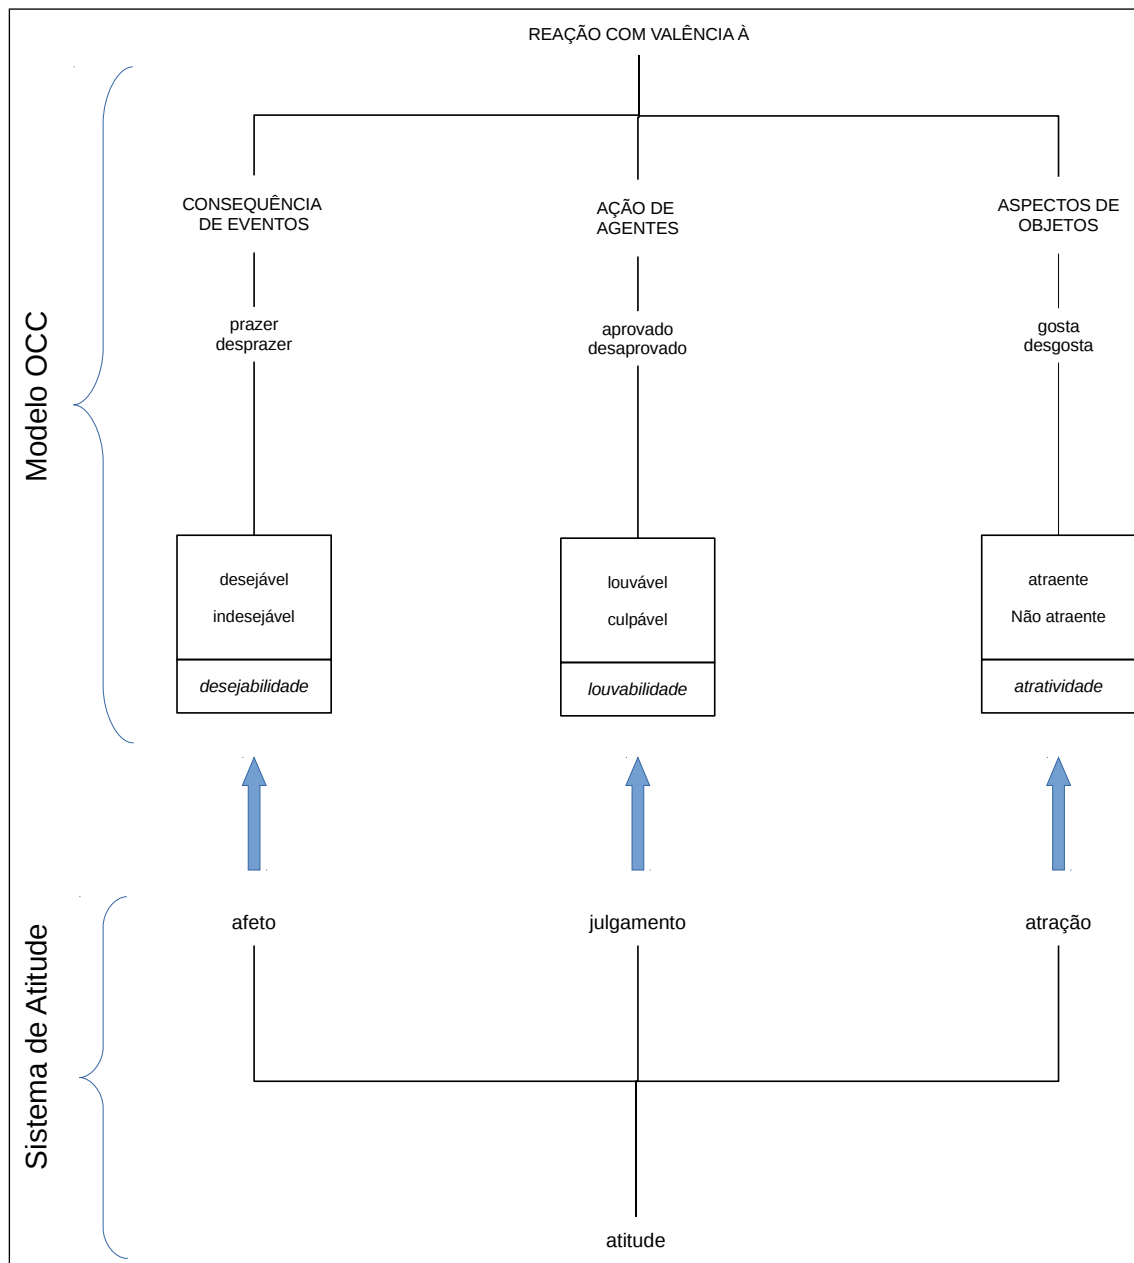 REAÇÃO COM VALÊNCIA À
Modelo OCC
CONSEQUÊNCIA
DE EVENTOS
AÇÃO DE
AGENTES
ASPECTOS DE
OBJETOS
prazer
desprazer
aprovado
desaprovado
gosta
desgosta
desejável
indesejável
desejabilidade
louvável
culpável
louvabilidade
atraente
Não atraente
atratividade
Sistema de Atitude
afeto
julgamento
atração
atitude